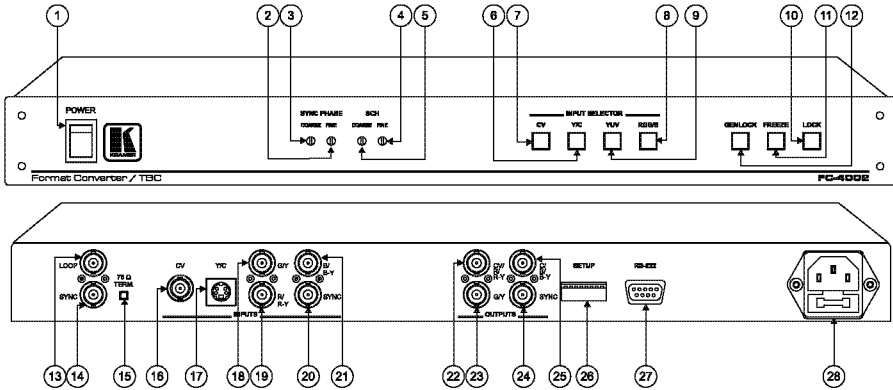 1 2 3 4 5 6 7 8 9 10 11 12
POWER
SYNC PHASE SCH
COARSE FINE COARSE FINE
INPUT SELECTOR
CV Y/C YUV RGB/S
GENLOCK FREEZE LOCK
K
KRAMER
Format Converter / TBC
FC-4002
LOOP
SYNC
75 Ω
TERM.
CV
Y/C
G/Y
R/
R-Y
B/
B-Y
SYNC
INPUTS
CV/
R-Y
G/Y
B-Y
SYNC
OUTPUTS
SETUP
RS-232
13 14 15 16 17 18 19 20 21 22 23 24 25 26 27 28